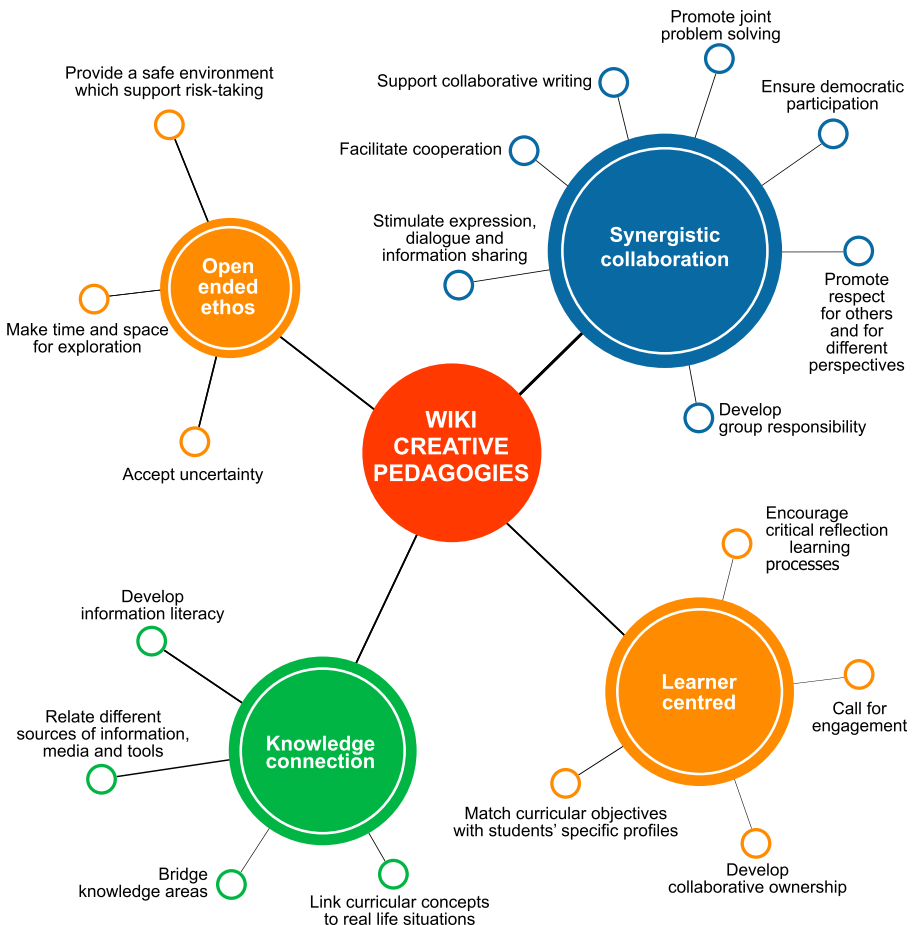 Promote joint
problem solving
Provide a safe environment
which support risk-taking
Support collaborative writing
Ensure democratic
participation
Facilitate cooperation
Stimulate expression,
dialogue and
information sharing
Synergistic
collaboration
Open
ended
ethos
Promote
respect
for others
and for
different
perspectives
Make time and space
for exploration
Develop
group responsibility
WIKI
CREATIVE
PEDAGOGIES
Accept uncertainty
Encourage
critical reflection
learning
processes
Develop
information literacy
Learner
centred
Call for
engagement
Relate different
sources of information,
media and tools
Knowledge
connection
Match curricular objectives
with students’ specific profiles
Bridge
knowledge areas
Link curricular concepts
to real life situations
Develop
collaborative ownership